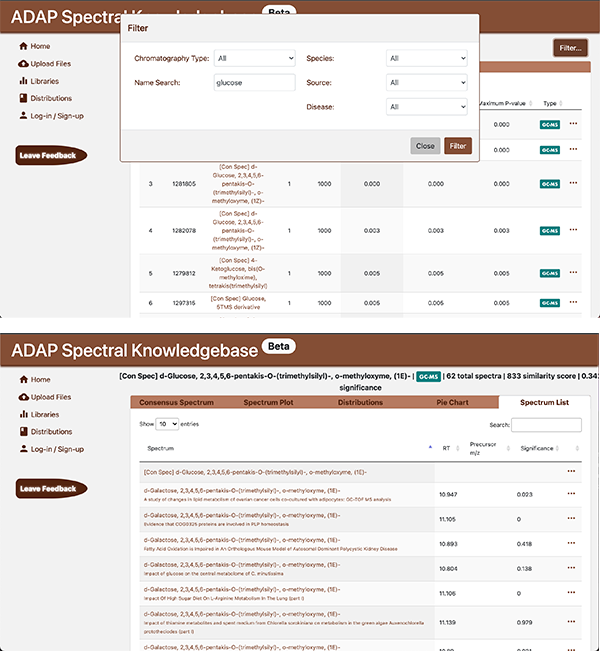 ADAP Spectral Knowledgebase Beta
Filter
Chromatography Type: All
Species: All
Name Search: glucose
Source: All
Disease: All
Close
Filter
Home
Upload Files
Libraries
Distributions
Log-in / Sign-up
Leave Feedback
Filter...
Maximum P-value
Type
0.000 GC-MS ...
0.000 GC-MS ...
3 1281805 [Con Spec] d-
Glucose, 2,3,4,5,6-
pentakis-O-
(trimethylsilyl)-, o-
methyloxyme, (1Z)- 1 1000 0.000 0.000 0.000 GC-MS ...
4 1282078 [Con Spec] d-
Glucose, 2,3,4,5,6-
pentakis-O-
(trimethylsilyl)-, o-
methyloxyme, (1Z)- 1 1000 0.003 0.003 0.003 GC-MS ...
5 1279812 [Con Spec] 4-
Ketoglucose, bis(O-
methyloxime),
tetrakis(trimethylsilyl) 1 1000 0.005 0.005 0.005 GC-MS ...
6 1297315 [Con Spec] Glucose,
5TMS derivative 1 1000 0.005 0.005 0.005 GC-MS ...
ADAP Spectral Knowledgebase Beta
Home
Upload Files
Libraries
Distributions
Log-in / Sign-up
Leave Feedback
[Con Spec] d-Glucose, 2,3,4,5,6-pentakis-O-(trimethylsilyl)-, o-methyloxyme, (1E)- | GC-MS | 62 total spectra | 833 similarity score |
significance
Consensus Spectrum
Spectrum Plot
Distributions
Pie Chart
Spectrum List
Show 10 entries
Search:
Spectrum
RT
Precursor
m/z
Significance
[Con Spec] d-Glucose, 2,3,4,5,6-pentakis-O-(trimethylsilyl)-, o-methyloxyme, (1E)- ...
d-Galactose, 2,3,4,5,6-pentakis-O-(trimethylsilyl)-, o-methyloxyme, (1E)-
A study of changes in lipid metabolism of ovarian cancer cells co-cultured with adipocytes: GC-TOF MS analysis 10.947 0.023 ...
d-Galactose, 2,3,4,5,6-pentakis-O-(trimethylsilyl)-, o-methyloxyme, (1E)-
Evidence that COG0325 proteins are involved in PLP homeostasis 11.105 0 ...
d-Galactose, 2,3,4,5,6-pentakis-O-(trimethylsilyl)-, o-methyloxyme, (1E)-
Fatty Acid Oxidation is Impaired in An Orthologous Mouse Model of Autosomal Dominant Polycystic Kidney Disease 10.893 0.418 ...
d-Galactose, 2,3,4,5,6-pentakis-O-(trimethylsilyl)-, o-methyloxyme, (1E)-
Impact of glucose on the central metabolome of C. minutissima 10.804 0.138 ...
d-Galactose, 2,3,4,5,6-pentakis-O-(trimethylsilyl)-, o-methyloxyme, (1E)-
Impact Of High Sugar Diet On L-Arginine Metabolism In The Lung (part I) 11.106 0 ...
d-Galactose, 2,3,4,5,6-pentakis-O-(trimethylsilyl)-, o-methyloxyme, (1E)-
Impact of thiamine metabolites and spent medium from Chlorella sorokiniana on metabolism in the green algae Auxenochlorella
prototheciodes (part I) 11.139 0.979 ...
d-Galactose, 2,3,4,5,6-pentakis-O-(trimethylsilyl)-, o-methyloxyme, (1E)-